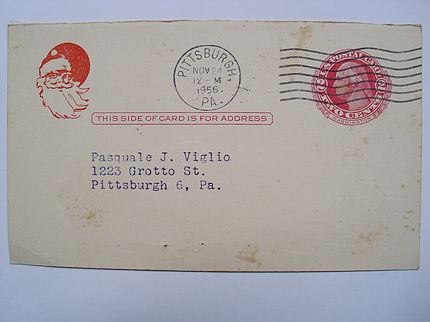 PITTSBURGH,
NOV 24
12 - M
1956
PA.
THIS SIDE OF CARD IS FOR ADDRESS
Pasquale J. Viglio
1223 Grotto St.
Pittsburgh 6, Pa.